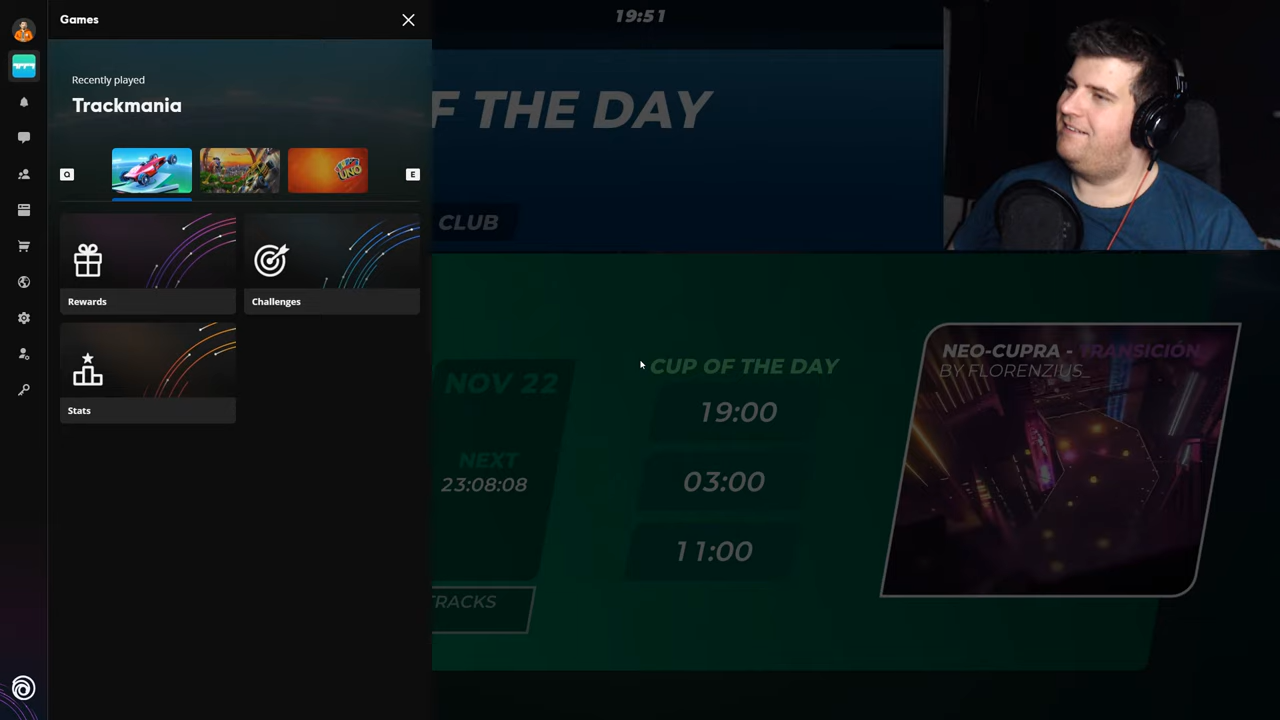 Games
19:51
Recently played
Trackmania
F THE DAY
Q
UNO
E
CLUB
Rewards
Challenges
Stats
NOV 22
NEXT
23:08:08
CUP OF THE DAY
19:00
03:00
11:00
NEO-CUPRA - TRANSICIÓN
BY FLORENZIUS_
TRACKS